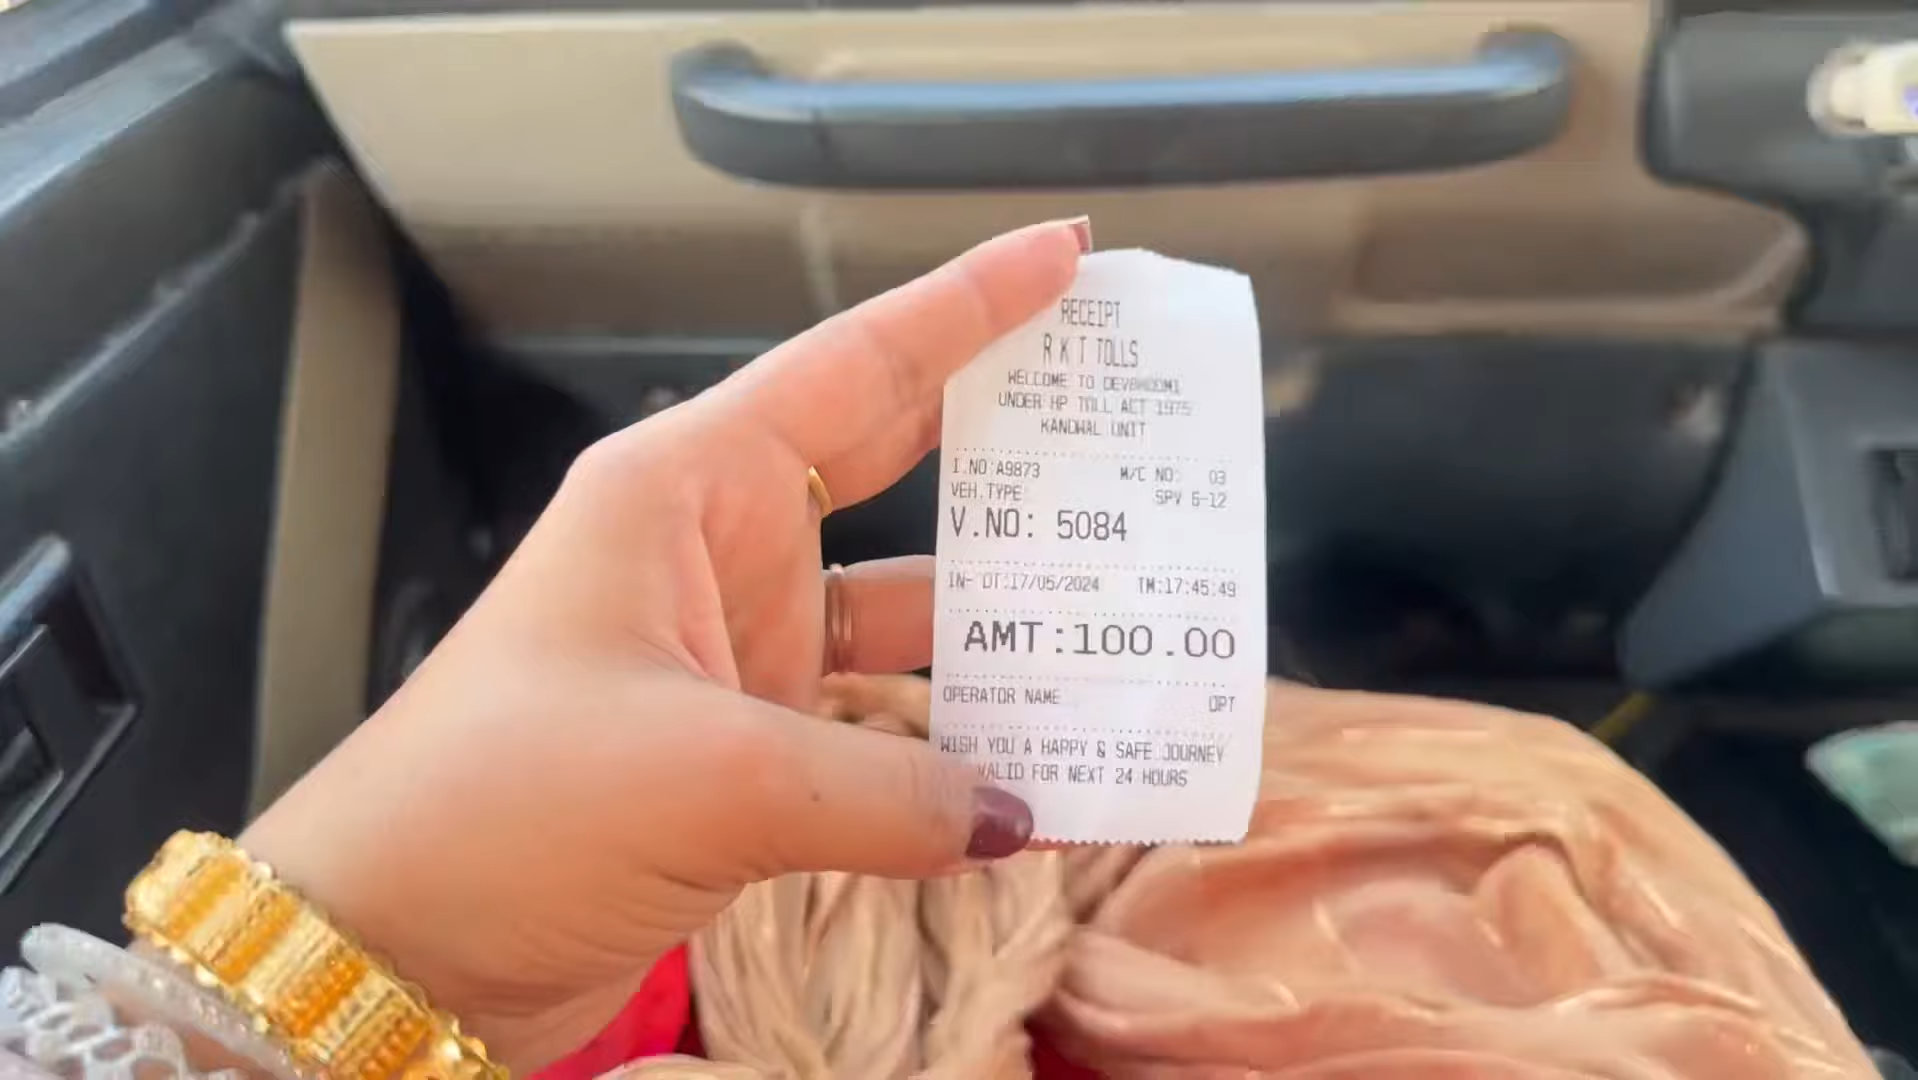 RECEIPT
R K T TOLLS
WELCOME TO DEVBHOOMI
UNDER HP TOLL ACT 1975
KANDWAL UNIT
I.NO:A9873 M/C NO: 03
VEH.TYPE SPV 6-12
V.NO: 5084
IN- DT:17/05/2024 TM:17:45:49
AMT:100.00
OPERATOR NAME OPT
WISH YOU A HAPPY & SAFE JOURNEY
VALID FOR NEXT 24 HOURS